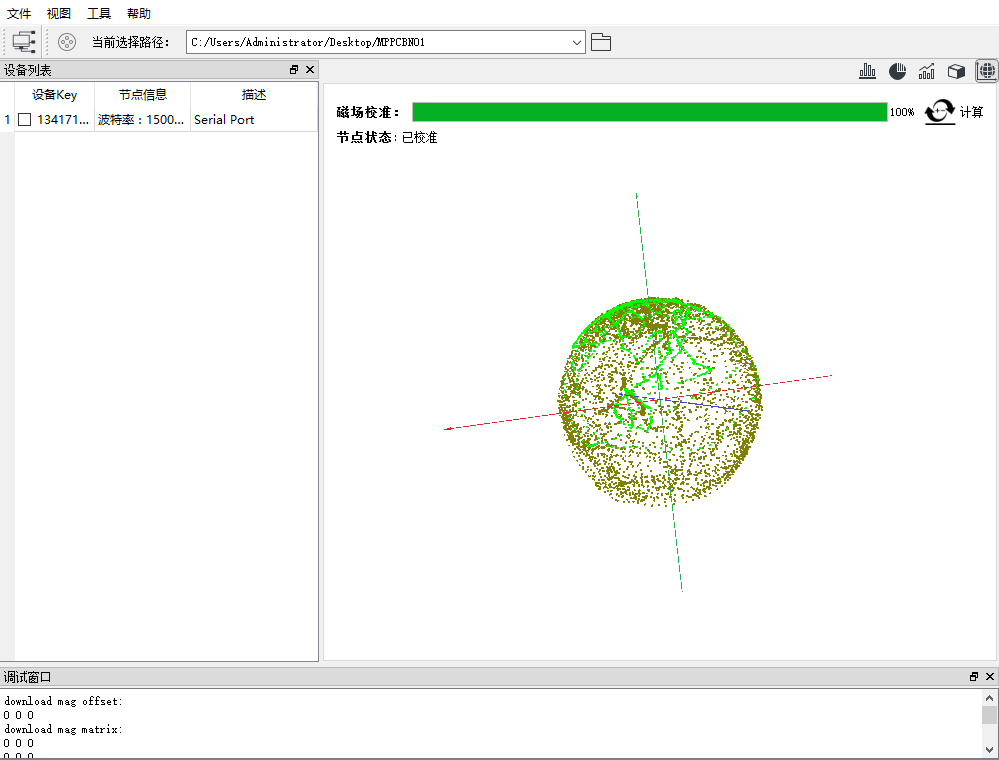 文件 视图 工具 帮助
当前选择路径： C:/Users/Administrator/Desktop/MPPCBNO1
设备列表
设备Key 节点信息 描述
1 134171... 波特率：1500... Serial Port
磁场校准： 100% 计算
节点状态：已校准
调试窗口
download mag offset:
0 0 0
download mag matrix:
0 0 0
0 0 0